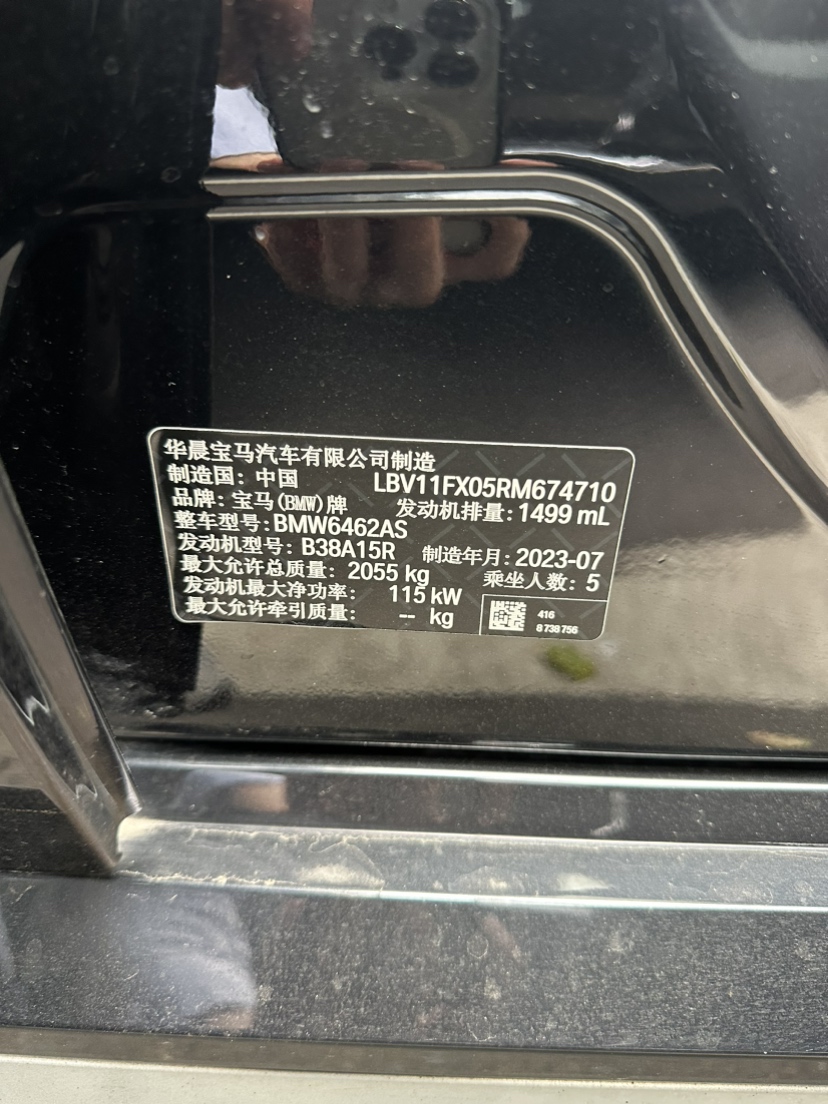 华晨宝马汽车有限公司制造
制造国：中国 LBV11FX05RM674710
品牌：宝马(BMW)牌 发动机排量：1499 mL
整车型号：BMW6462AS
发动机型号：B38A15R 制造年月：2023-07
最大允许总质量：2055 kg 乘坐人数：5
发动机最大净功率：115 kW
最大允许牵引质量：-- kg
416
8 738 756